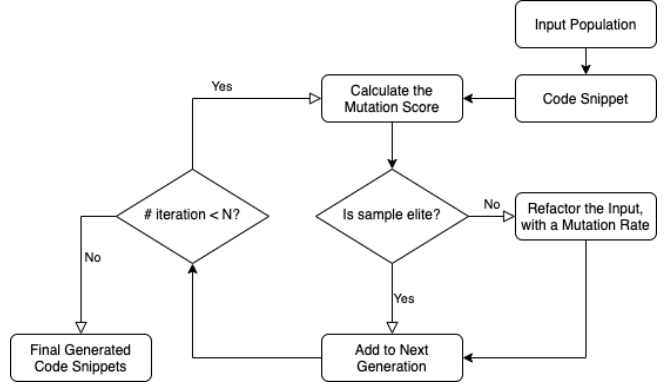 Input Population
Yes
Calculate the
Mutation Score
Code Snippet
# iteration < N?
Is sample elite?
No
Refactor the Input,
with a Mutation Rate
No
Yes
Final Generated
Code Snippets
Add to Next
Generation